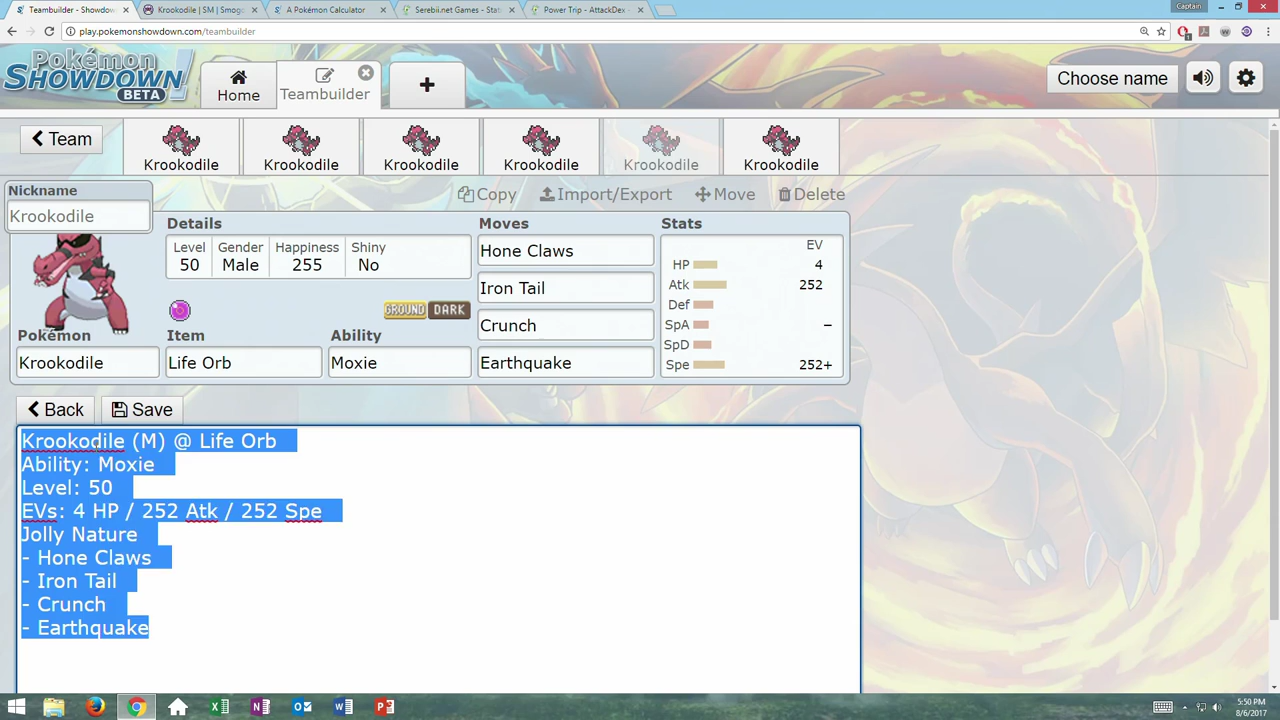 Teambuilder - Showdow
Krookodile | SM | Smogo
A Pokémon Calculator
Serebii.net Games - Stat
Power Trip - AttackDex -
Captain
play.pokemonshowdown.com/teambuilder
Pokémon
SHOWDOWN!
BETA
Home
Teambuilder
Choose name
Team
Krookodile
Krookodile
Krookodile
Krookodile
Krookodile
Krookodile
Copy
Import/Export
Move
Delete
Nickname
Krookodile
Details
Level
50
Gender
Male
Happiness
255
Shiny
No
GROUND
DARK
Pokémon
Krookodile
Item
Life Orb
Ability
Moxie
Moves
Hone Claws
Iron Tail
Crunch
Earthquake
Stats
EV
HP 4
Atk 252
Def
SpA –
SpD
Spe 252+
Back
Save
Krookodile (M) @ Life Orb
Ability: Moxie
Level: 50
EVs: 4 HP / 252 Atk / 252 Spe
Jolly Nature
- Hone Claws
- Iron Tail
- Crunch
- Earthquake
5:50 PM
8/6/2017